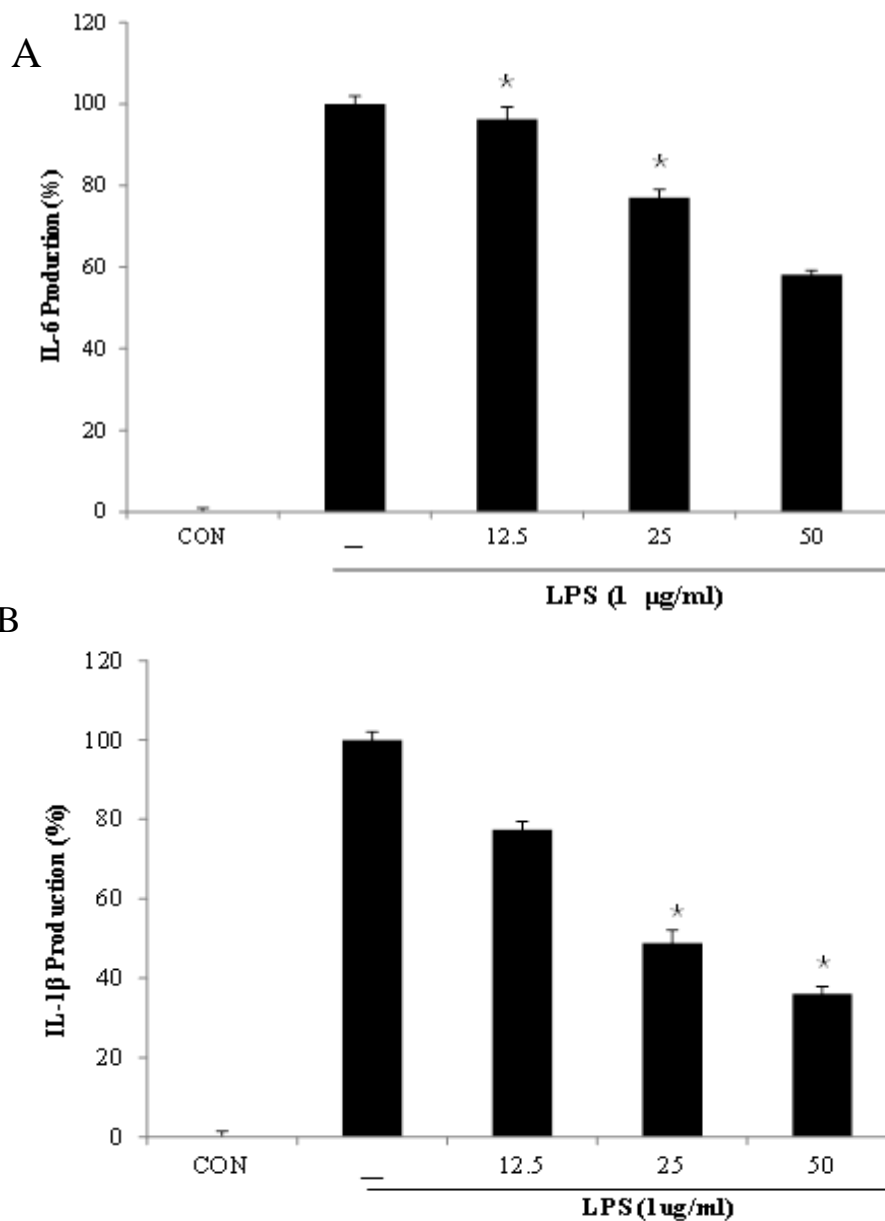 A
120
100
80
60
40
20
0
IL-6 Production (%)
*
*
CON — 12.5 25 50
LPS (1 µg/ml)
B
120
100
80
60
40
20
0
IL-1β Production (%)
*
*
CON — 12.5 25 50
LPS (1ug/ml)